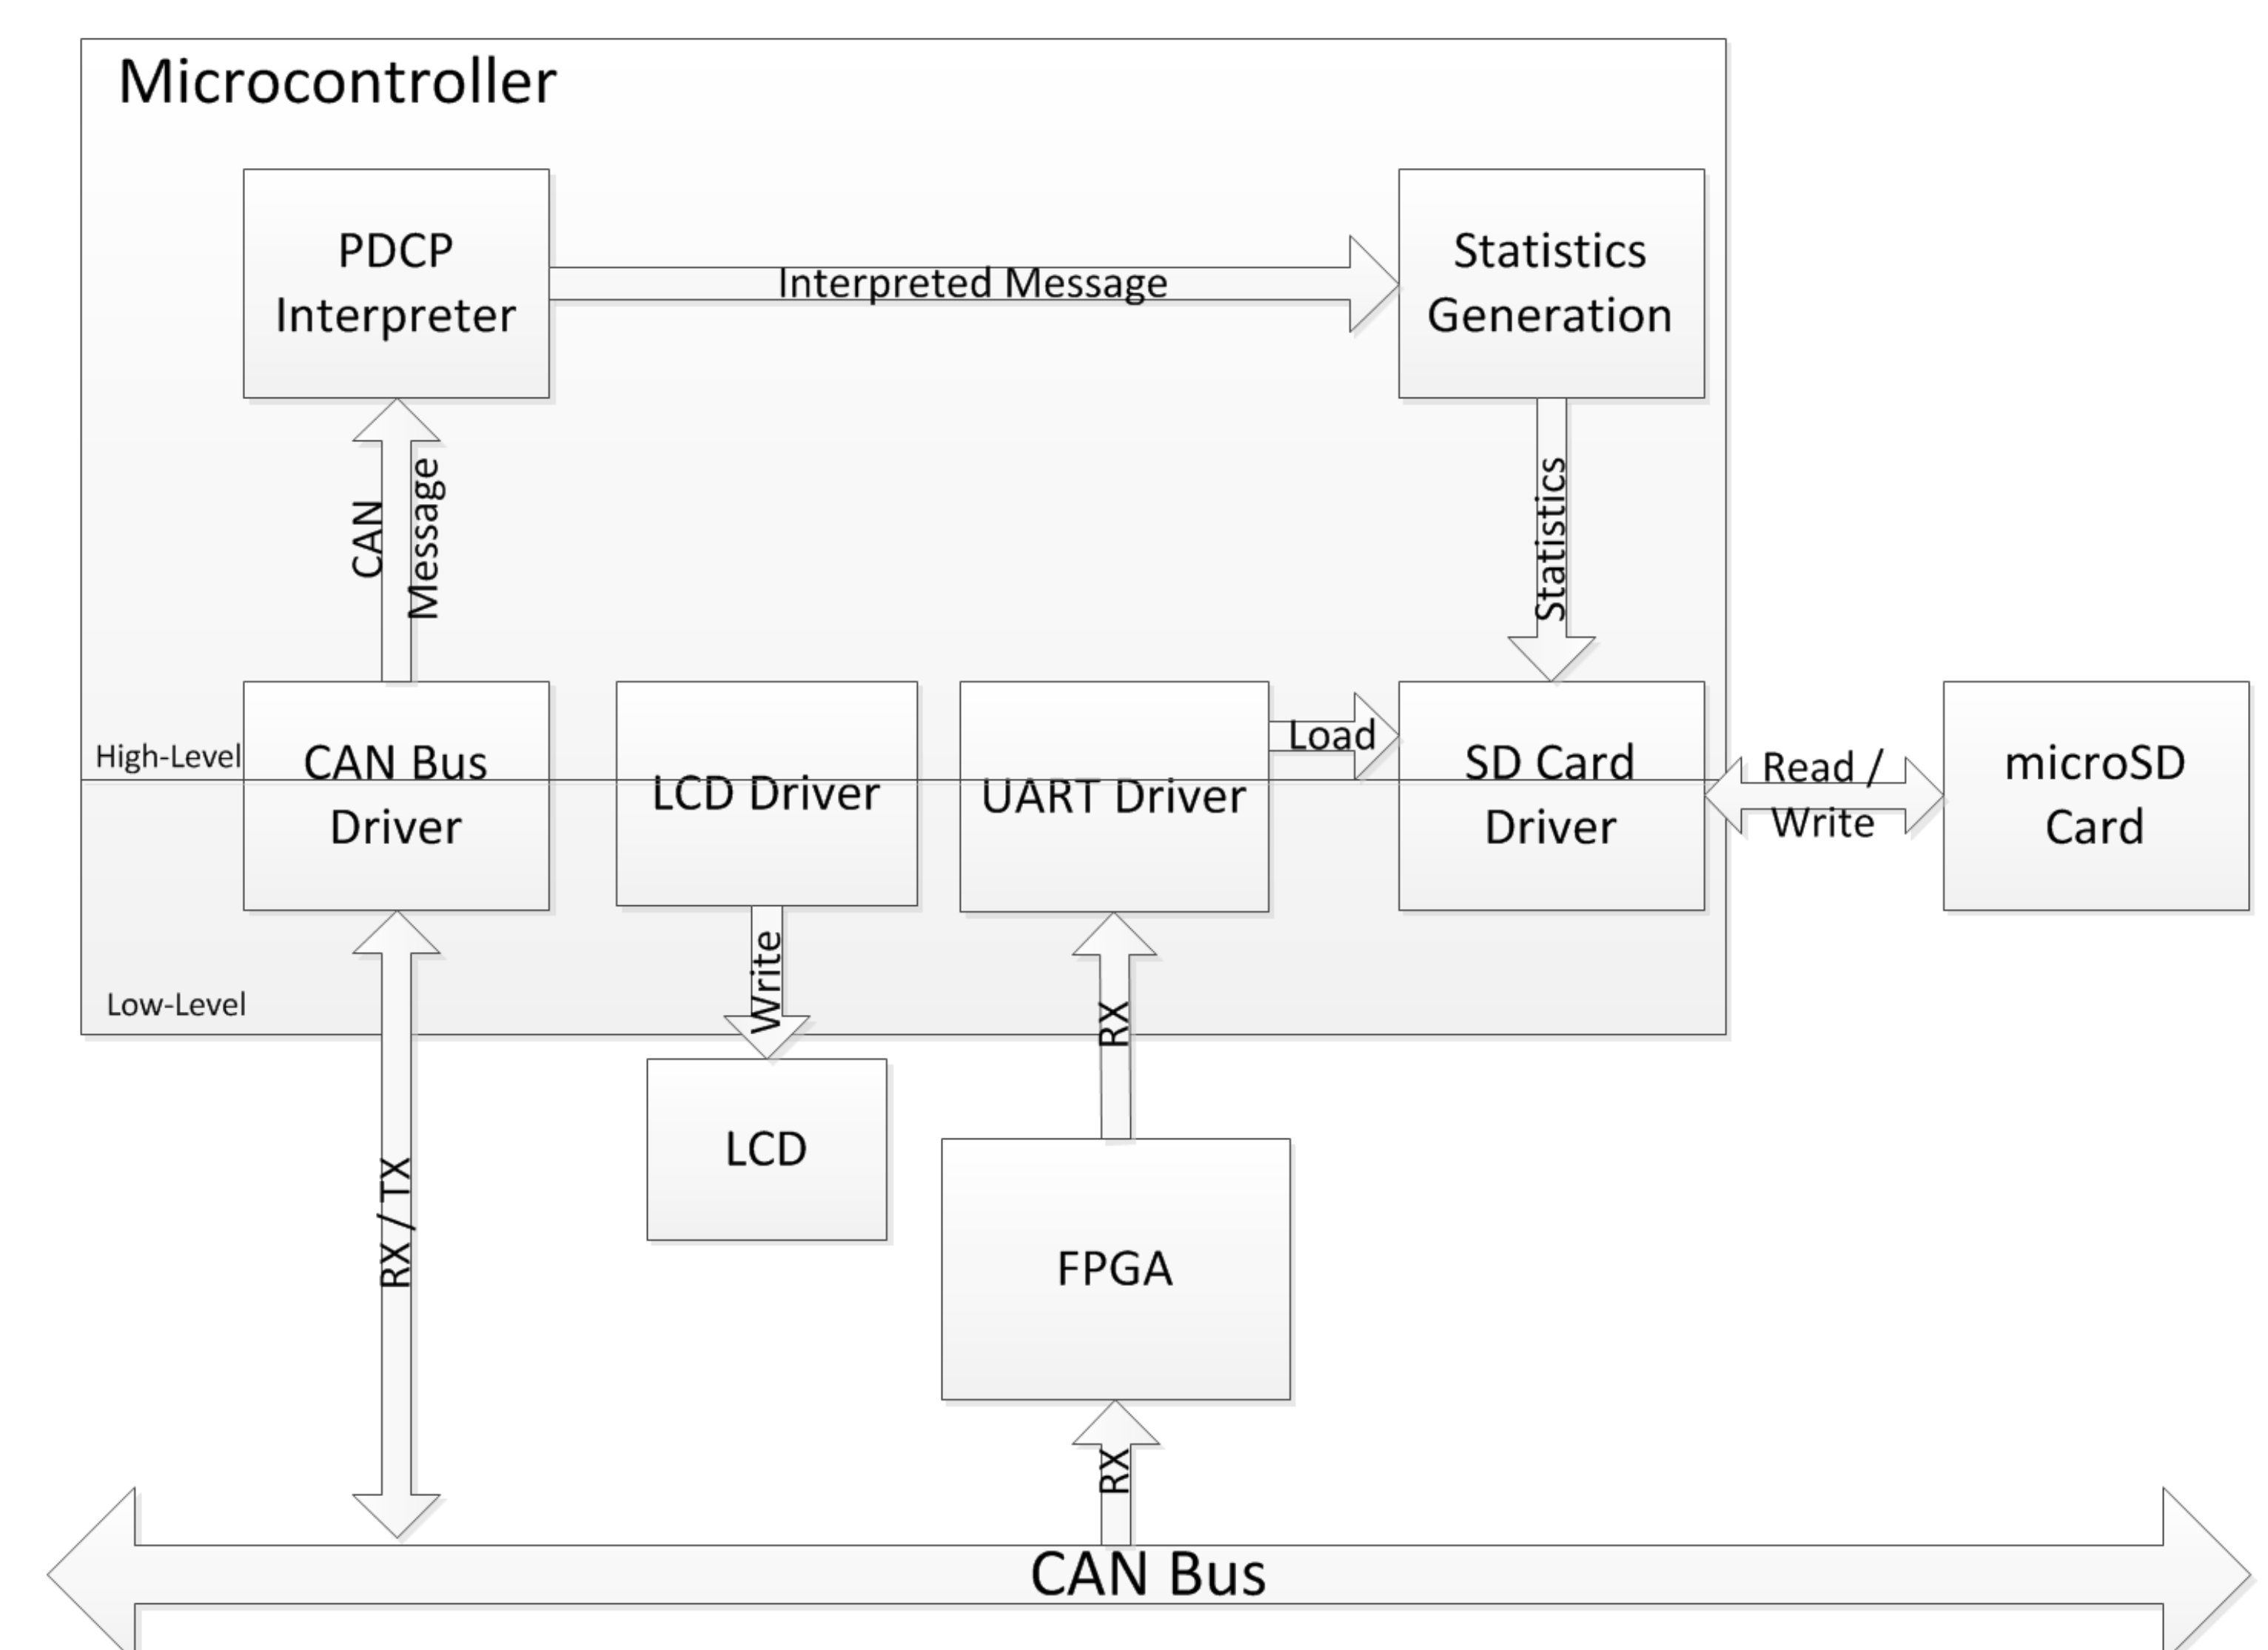 Microcontroller
PDCP
Interpreter
Interpreted Message
Statistics
Generation
CAN
Message
Statistics
High-Level
CAN Bus
Driver
LCD Driver
UART Driver
Load
SD Card
Driver
Read /
Write
microSD
Card
Low-Level
Write
RX
LCD
RX / TX
FPGA
RX
CAN Bus